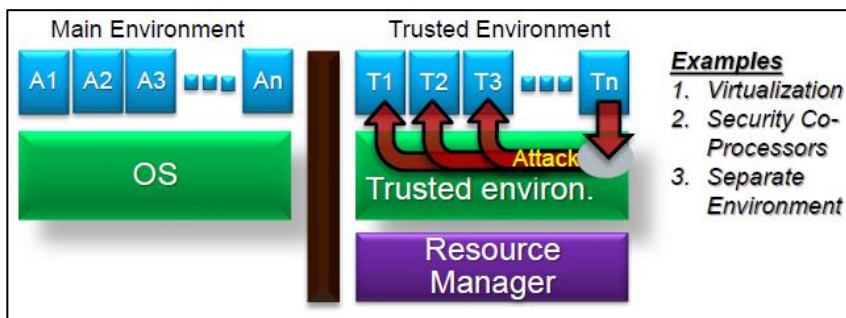 Main Environment
Trusted Environment
A1 A2 A3 An
T1 T2 T3 Tn
OS
Attack
Trusted environ.
Resource
Manager
Examples
1. Virtualization
2. Security Co-
Processors
3. Separate
Environment